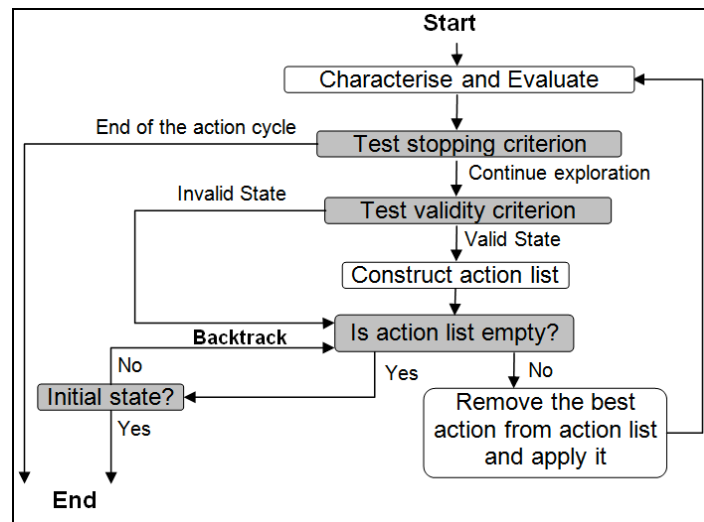 Start
Characterise and Evaluate
End of the action cycle
Test stopping criterion
Continue exploration
Invalid State
Test validity criterion
Valid State
Construct action list
Backtrack
Is action list empty?
No
Yes
No
Initial state?
Remove the best
action from action list
and apply it
Yes
End